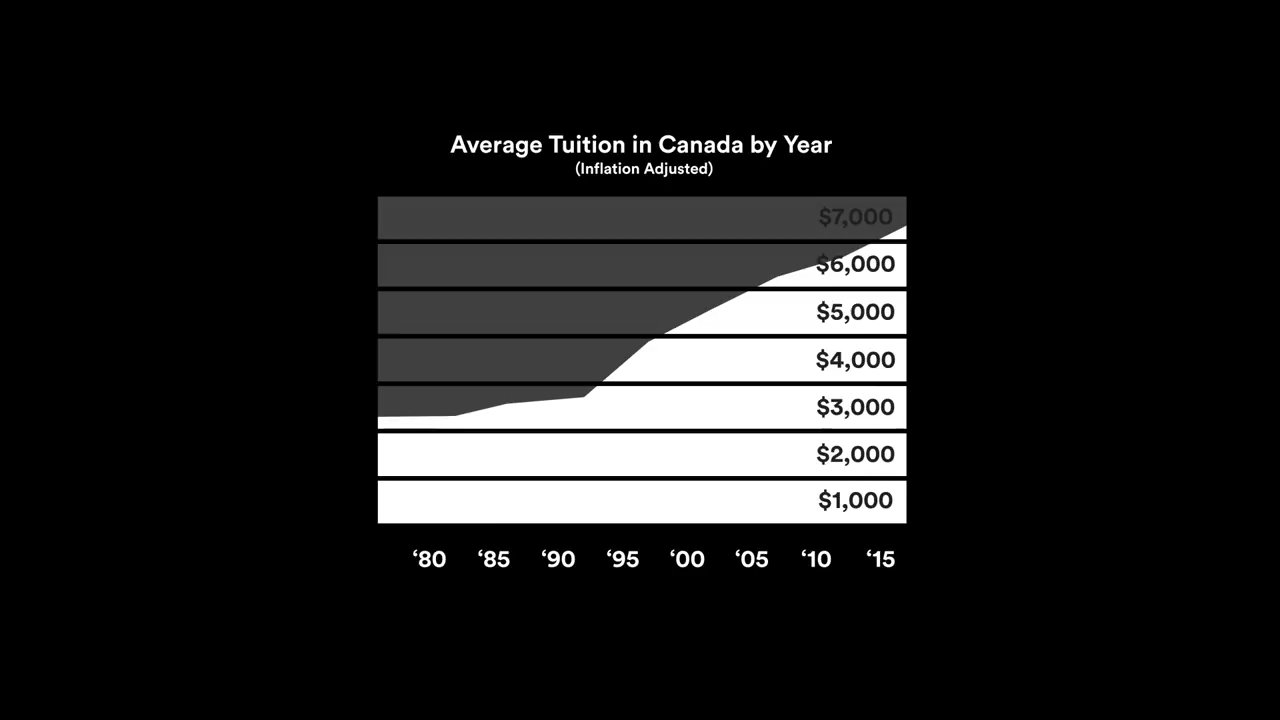 Average Tuition in Canada by Year
(Inflation Adjusted)
$7,000
$6,000
$5,000
$4,000
$3,000
$2,000
$1,000
‘80 ‘85 ‘90 ‘95 ‘00 ‘05 ‘10 ‘15